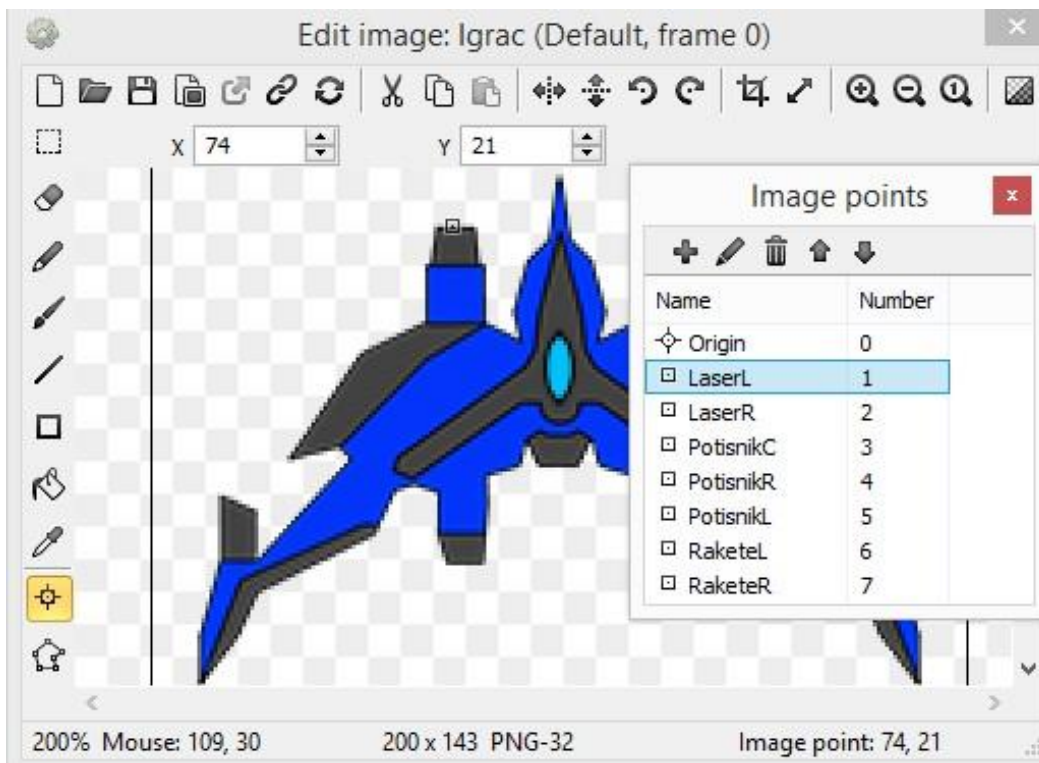 Edit image: Igrac (Default, frame 0)
X 74 Y 21
Image points
Name Number
Origin 0
LaserL 1
LaserR 2
PotisnikC 3
PotisnikR 4
PotisnikL 5
RaketeL 6
RaketeR 7
200% Mouse: 109, 30 200 x 143 PNG-32 Image point: 74, 21